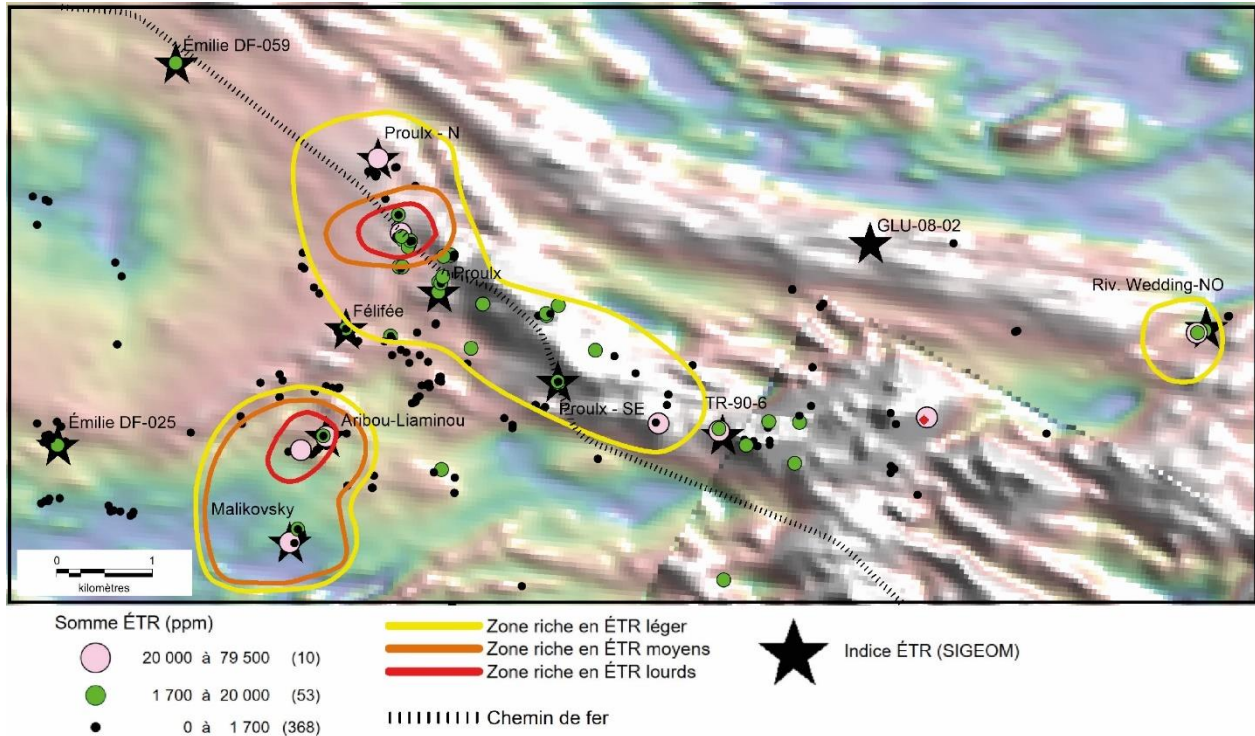 Émilie DF-059
Proulx - N
GLU-08-02
Riv. Wedding-NO
Proulx
Félifée
Proulx - SE
TR-90-6
Aribou-Liaminou
Émilie DF-025
Malikovsky
0 1
kilomètres
Somme ÉTR (ppm)
20 000 à 79 500 (10)
1 700 à 20 000 (53)
0 à 1 700 (368)
Zone riche en ÉTR léger
Zone riche en ÉTR moyens
Zone riche en ÉTR lourds
Chemin de fer
Indice ÉTR (SIGEOM)